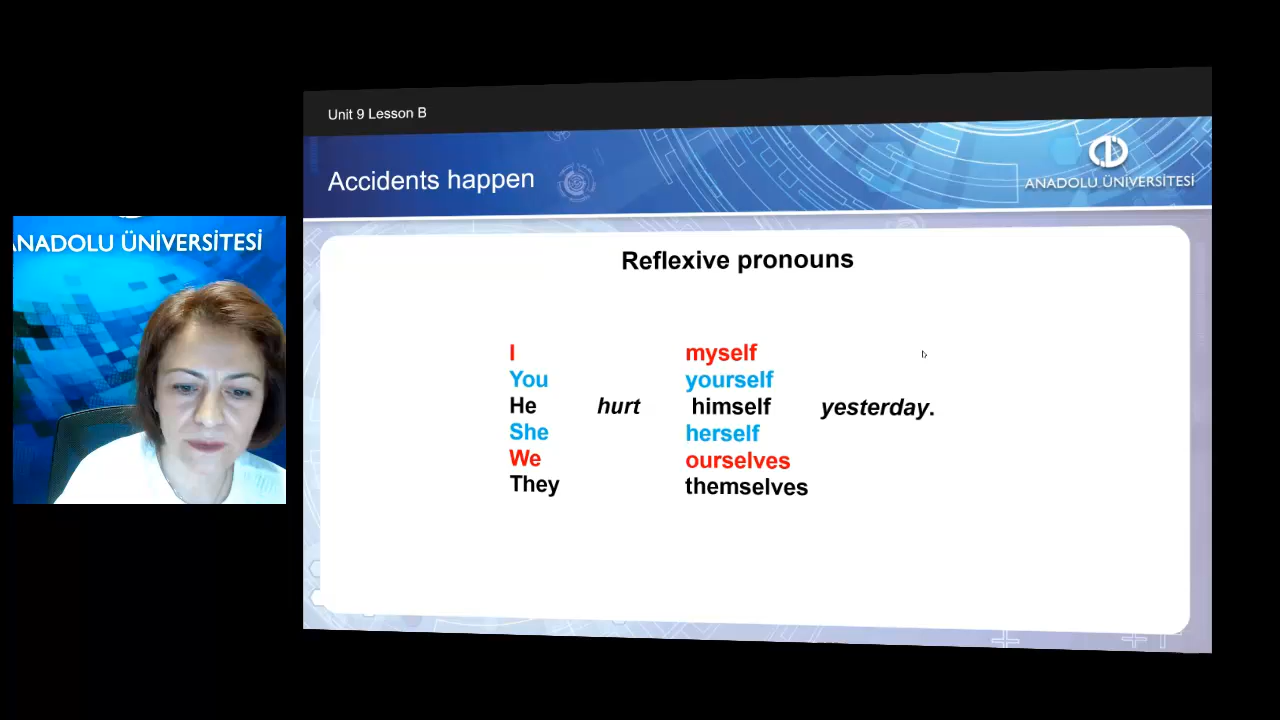 Unit 9 Lesson B
Accidents happen
ANADOLU ÜNİVERSİTESİ
ANADOLU ÜNİVERSİTESİ
Reflexive pronouns
I myself
You yourself
He hurt himself yesterday.
She herself
We ourselves
They themselves